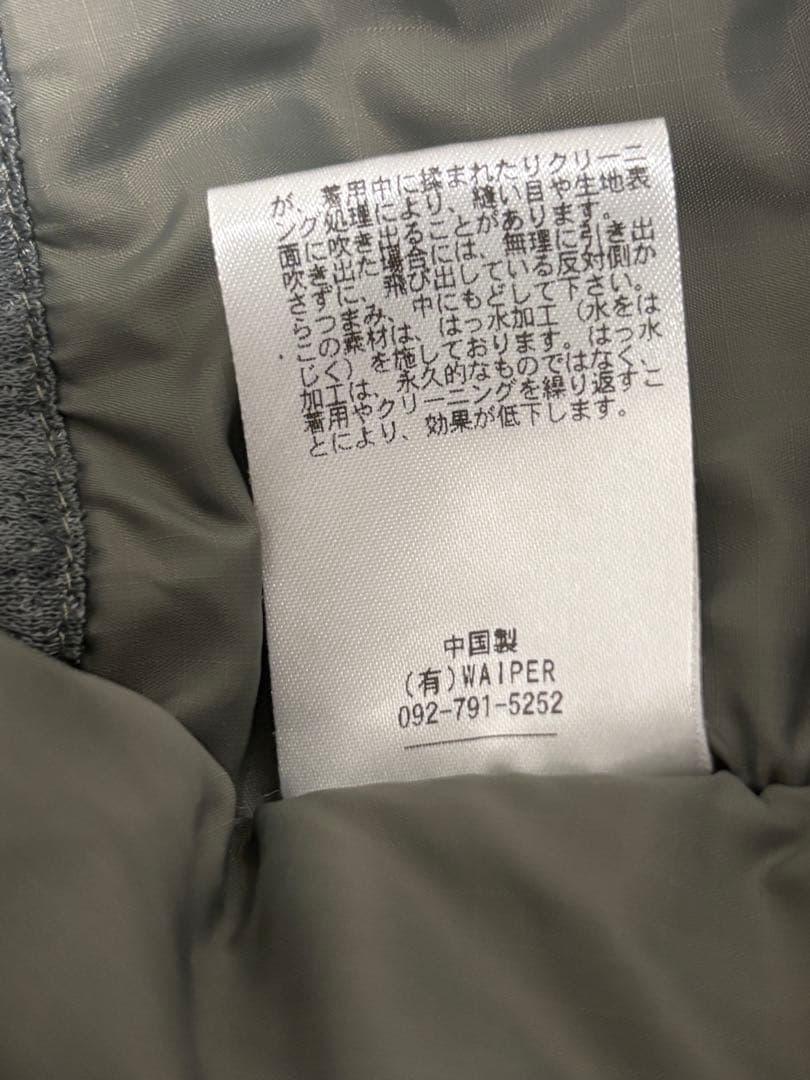 が、着用中に揉まれたりクリーニ
ング処理により、縫い目や生地表
面に吹き出ることがあります。
吹き出た場合には、無理に引き出
さずに、飛び出している反対側か
らつまみ、中にもどして下さい。
・この素材は、はっ水加工(水をは
じく)を施しております。はっ水
加工は、永久的なものではなく、
着用やクリーニングを繰り返すこ
とにより、効果が低下します。
中国製
(有)WAIPER
092-791-5252